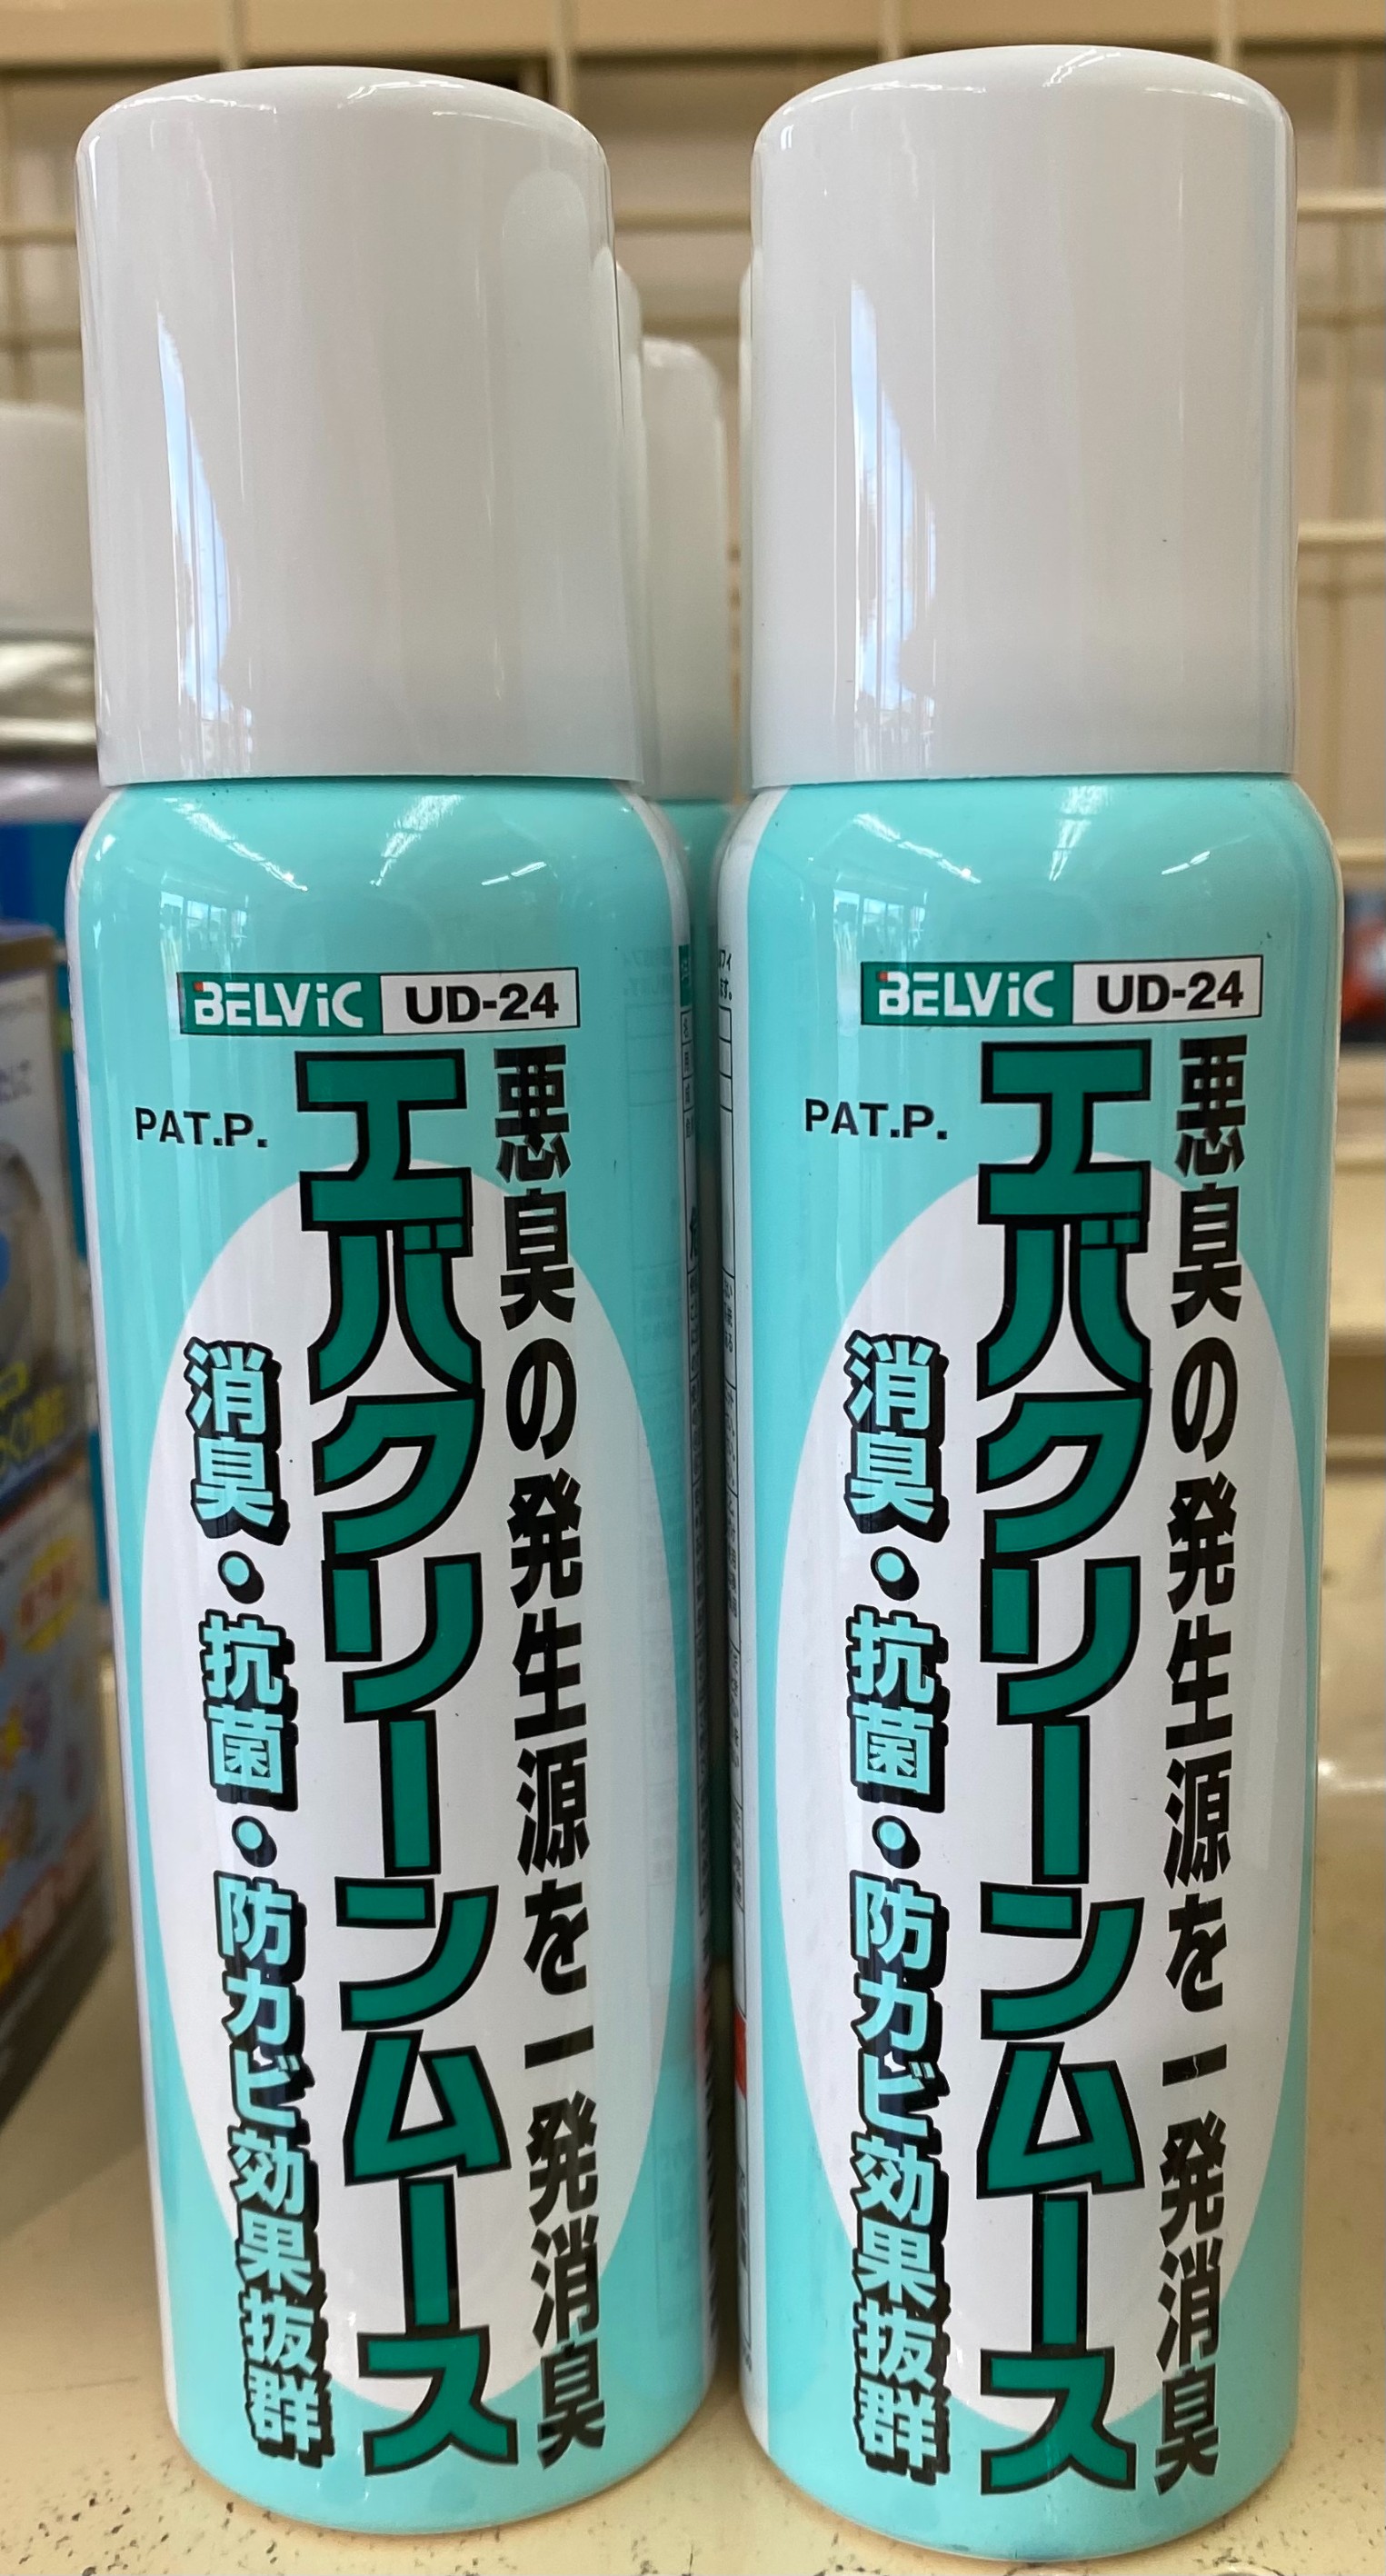 BELViC UD-24
悪臭の発生源を一発消臭
エバクリーンムース
PAT.P.
消臭・抗菌・防カビ効果抜群
BELViC UD-24
悪臭の発生源を一発消臭
エバクリーンムース
PAT.P.
消臭・抗菌・防カビ効果抜群